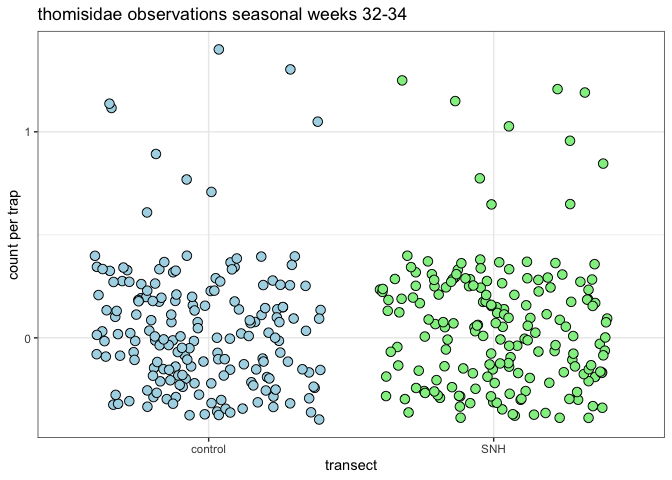 thomisidae observations seasonal weeks 32-34
count per trap
1
0
control SNH
transect